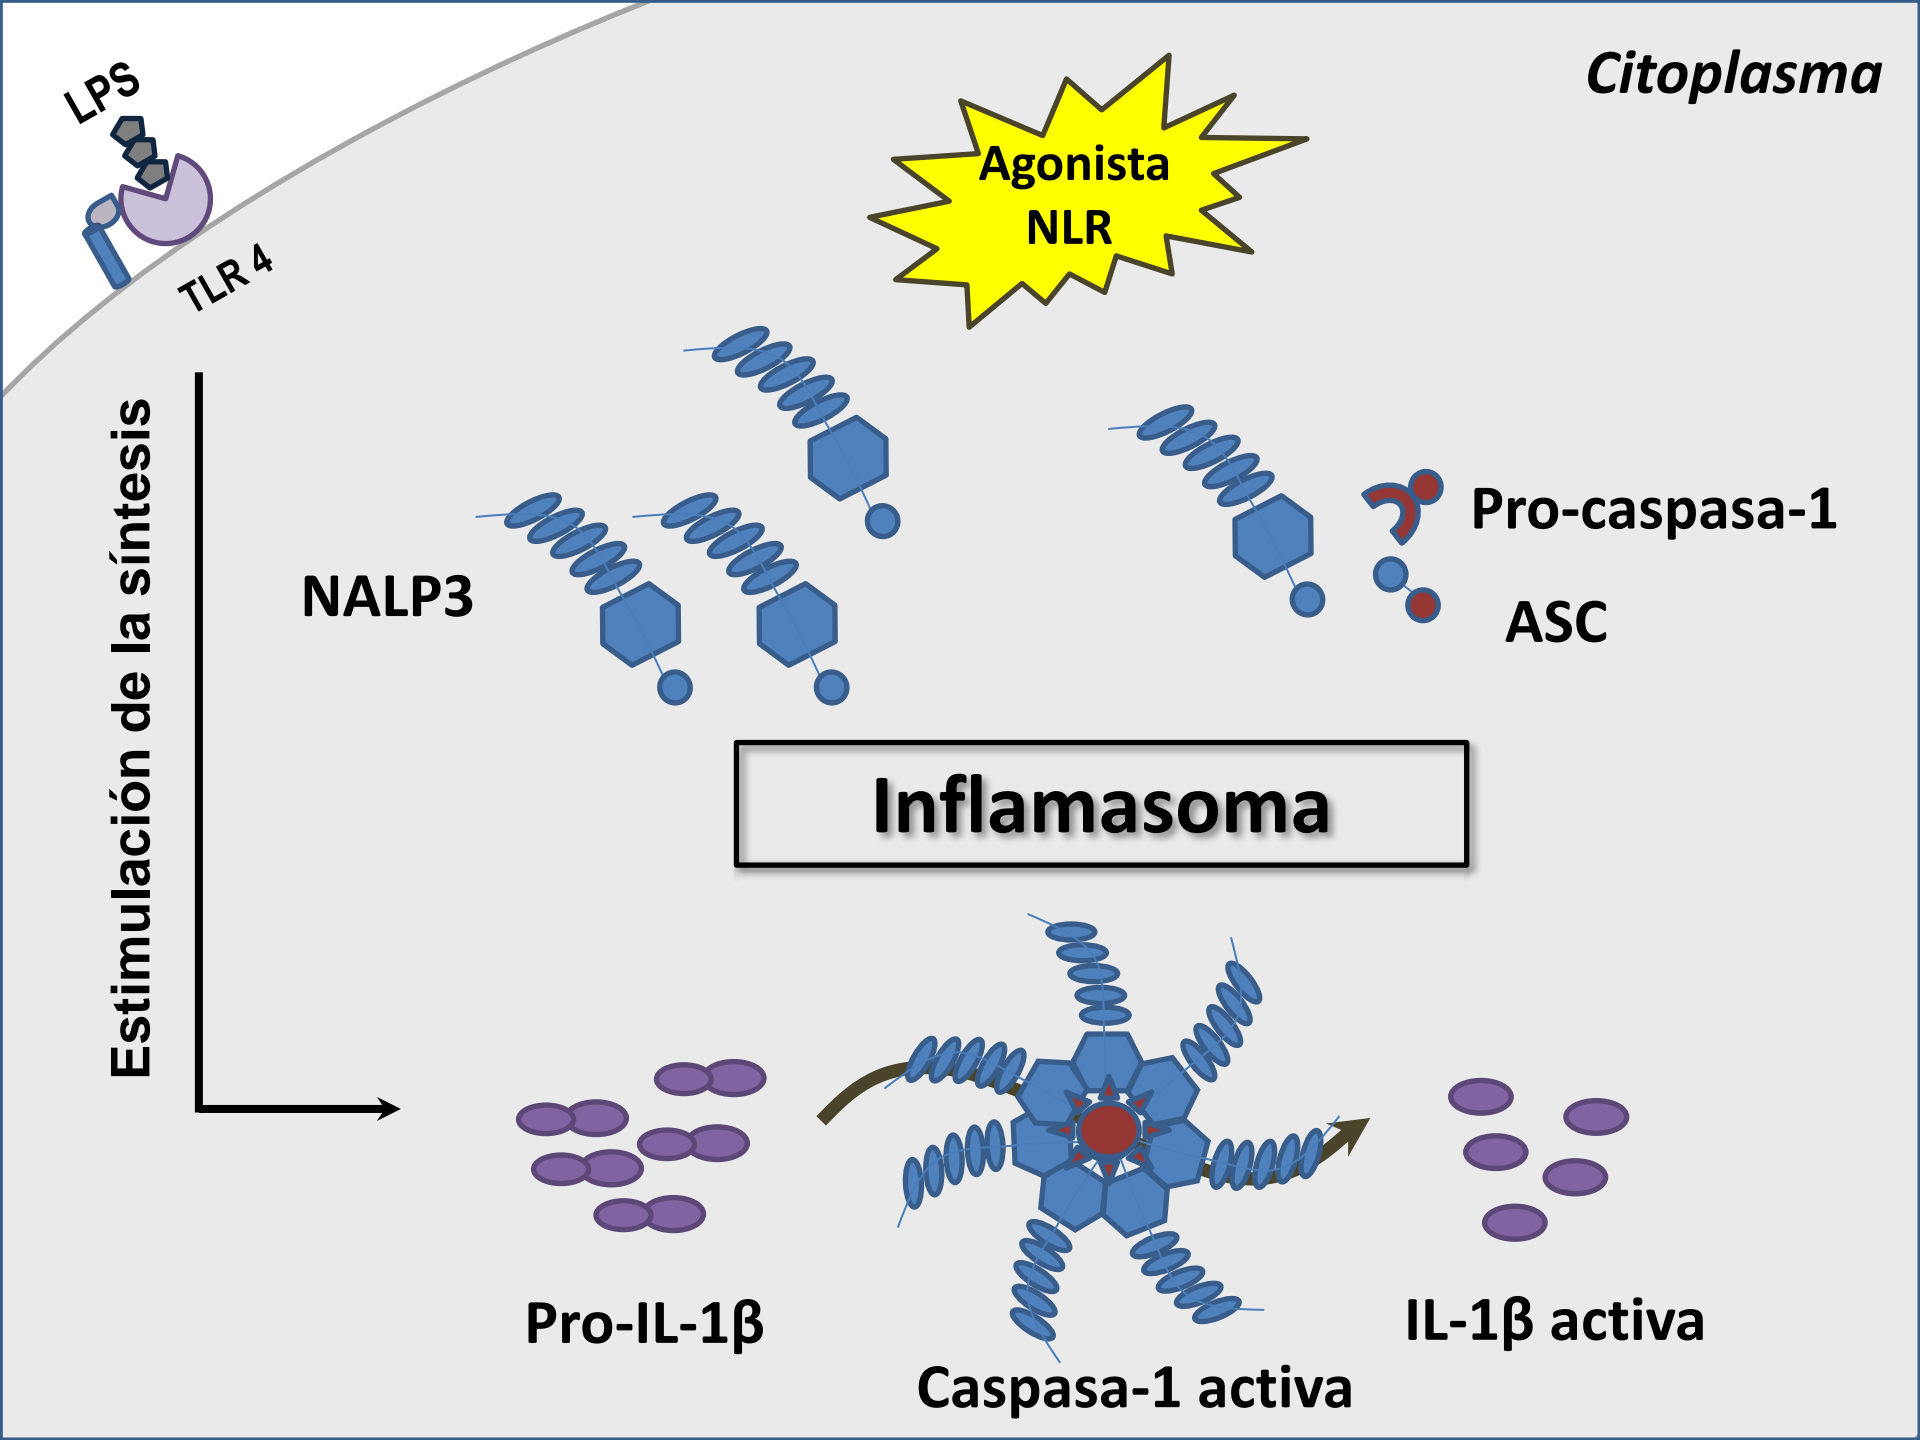 LPS
TLR 4
Citoplasma
Agonista
NLR
Estimulación de la síntesis
NALP3
Pro-caspasa-1
ASC
Inflamasoma
Pro-IL-1β
Caspasa-1 activa
IL-1β activa